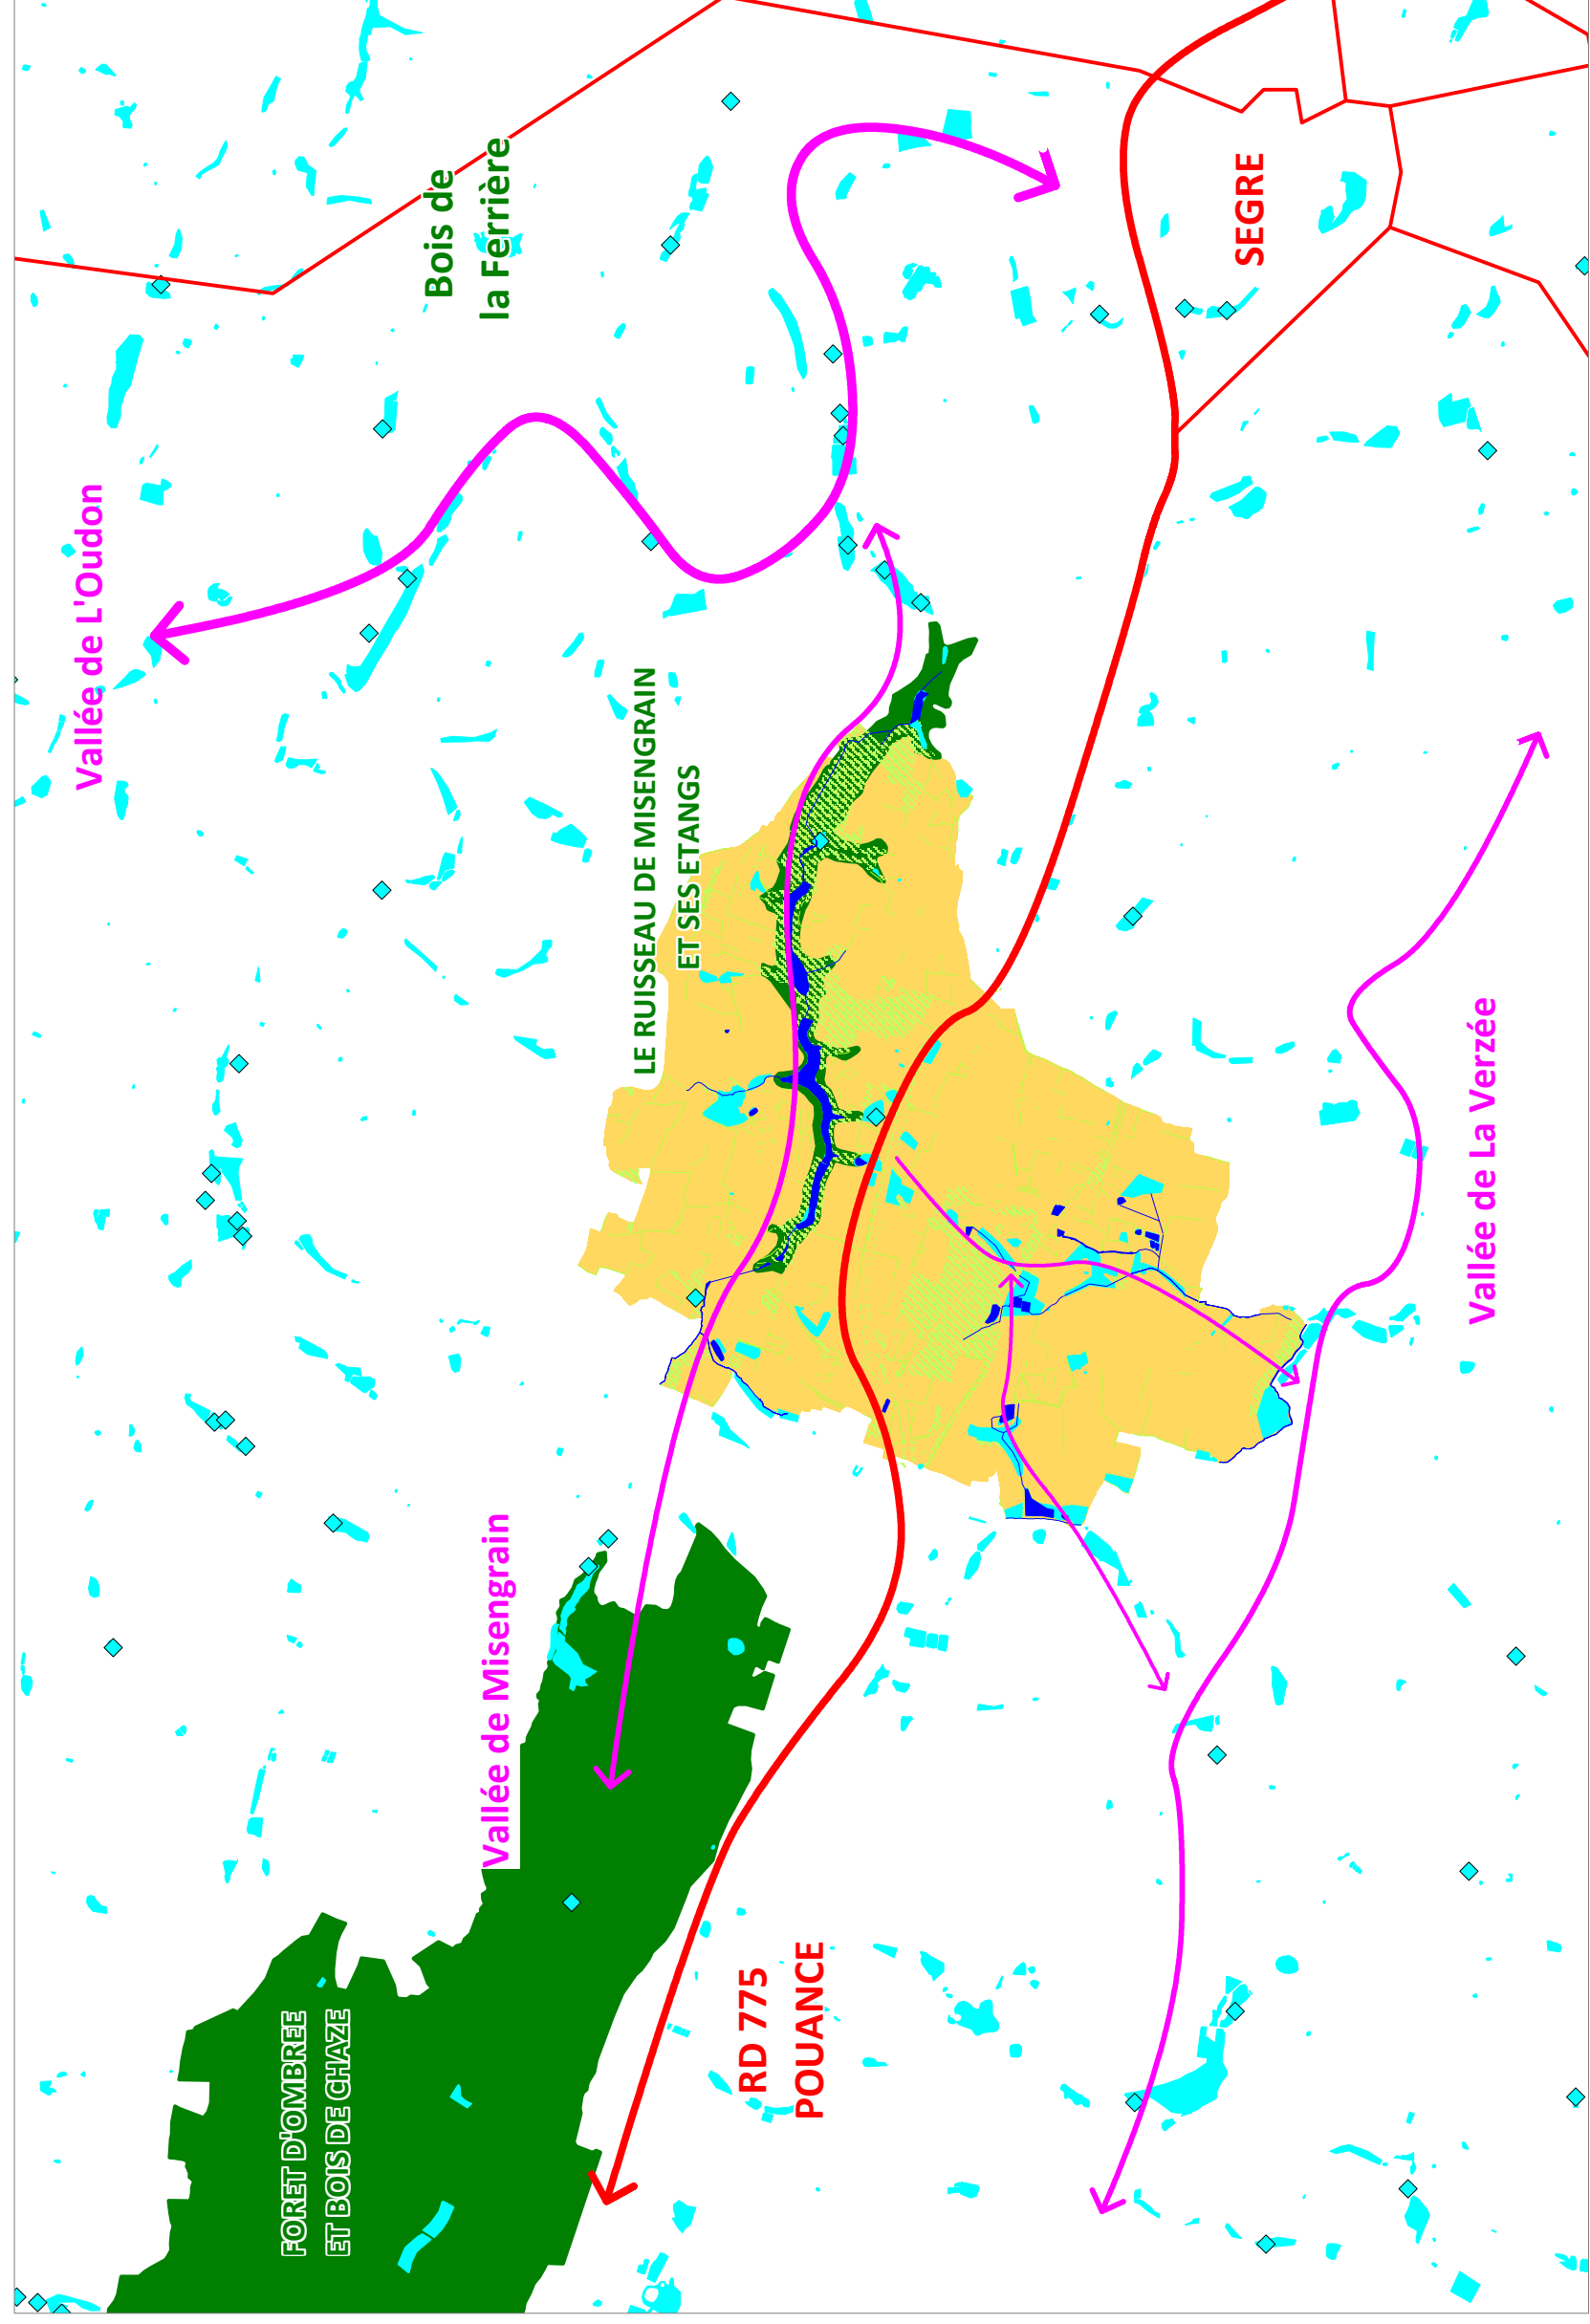 FORET D'OMBREE
ET BOIS DE CHAZE
Vallée de Misengrain
RD 775
POUANCE
Vallée de L'Oudon
LE RUISSEAU DE MISENGRAIN
ET SES ETANGS
Vallée de La Verzée
Bois de
la Ferrière
SEGRE